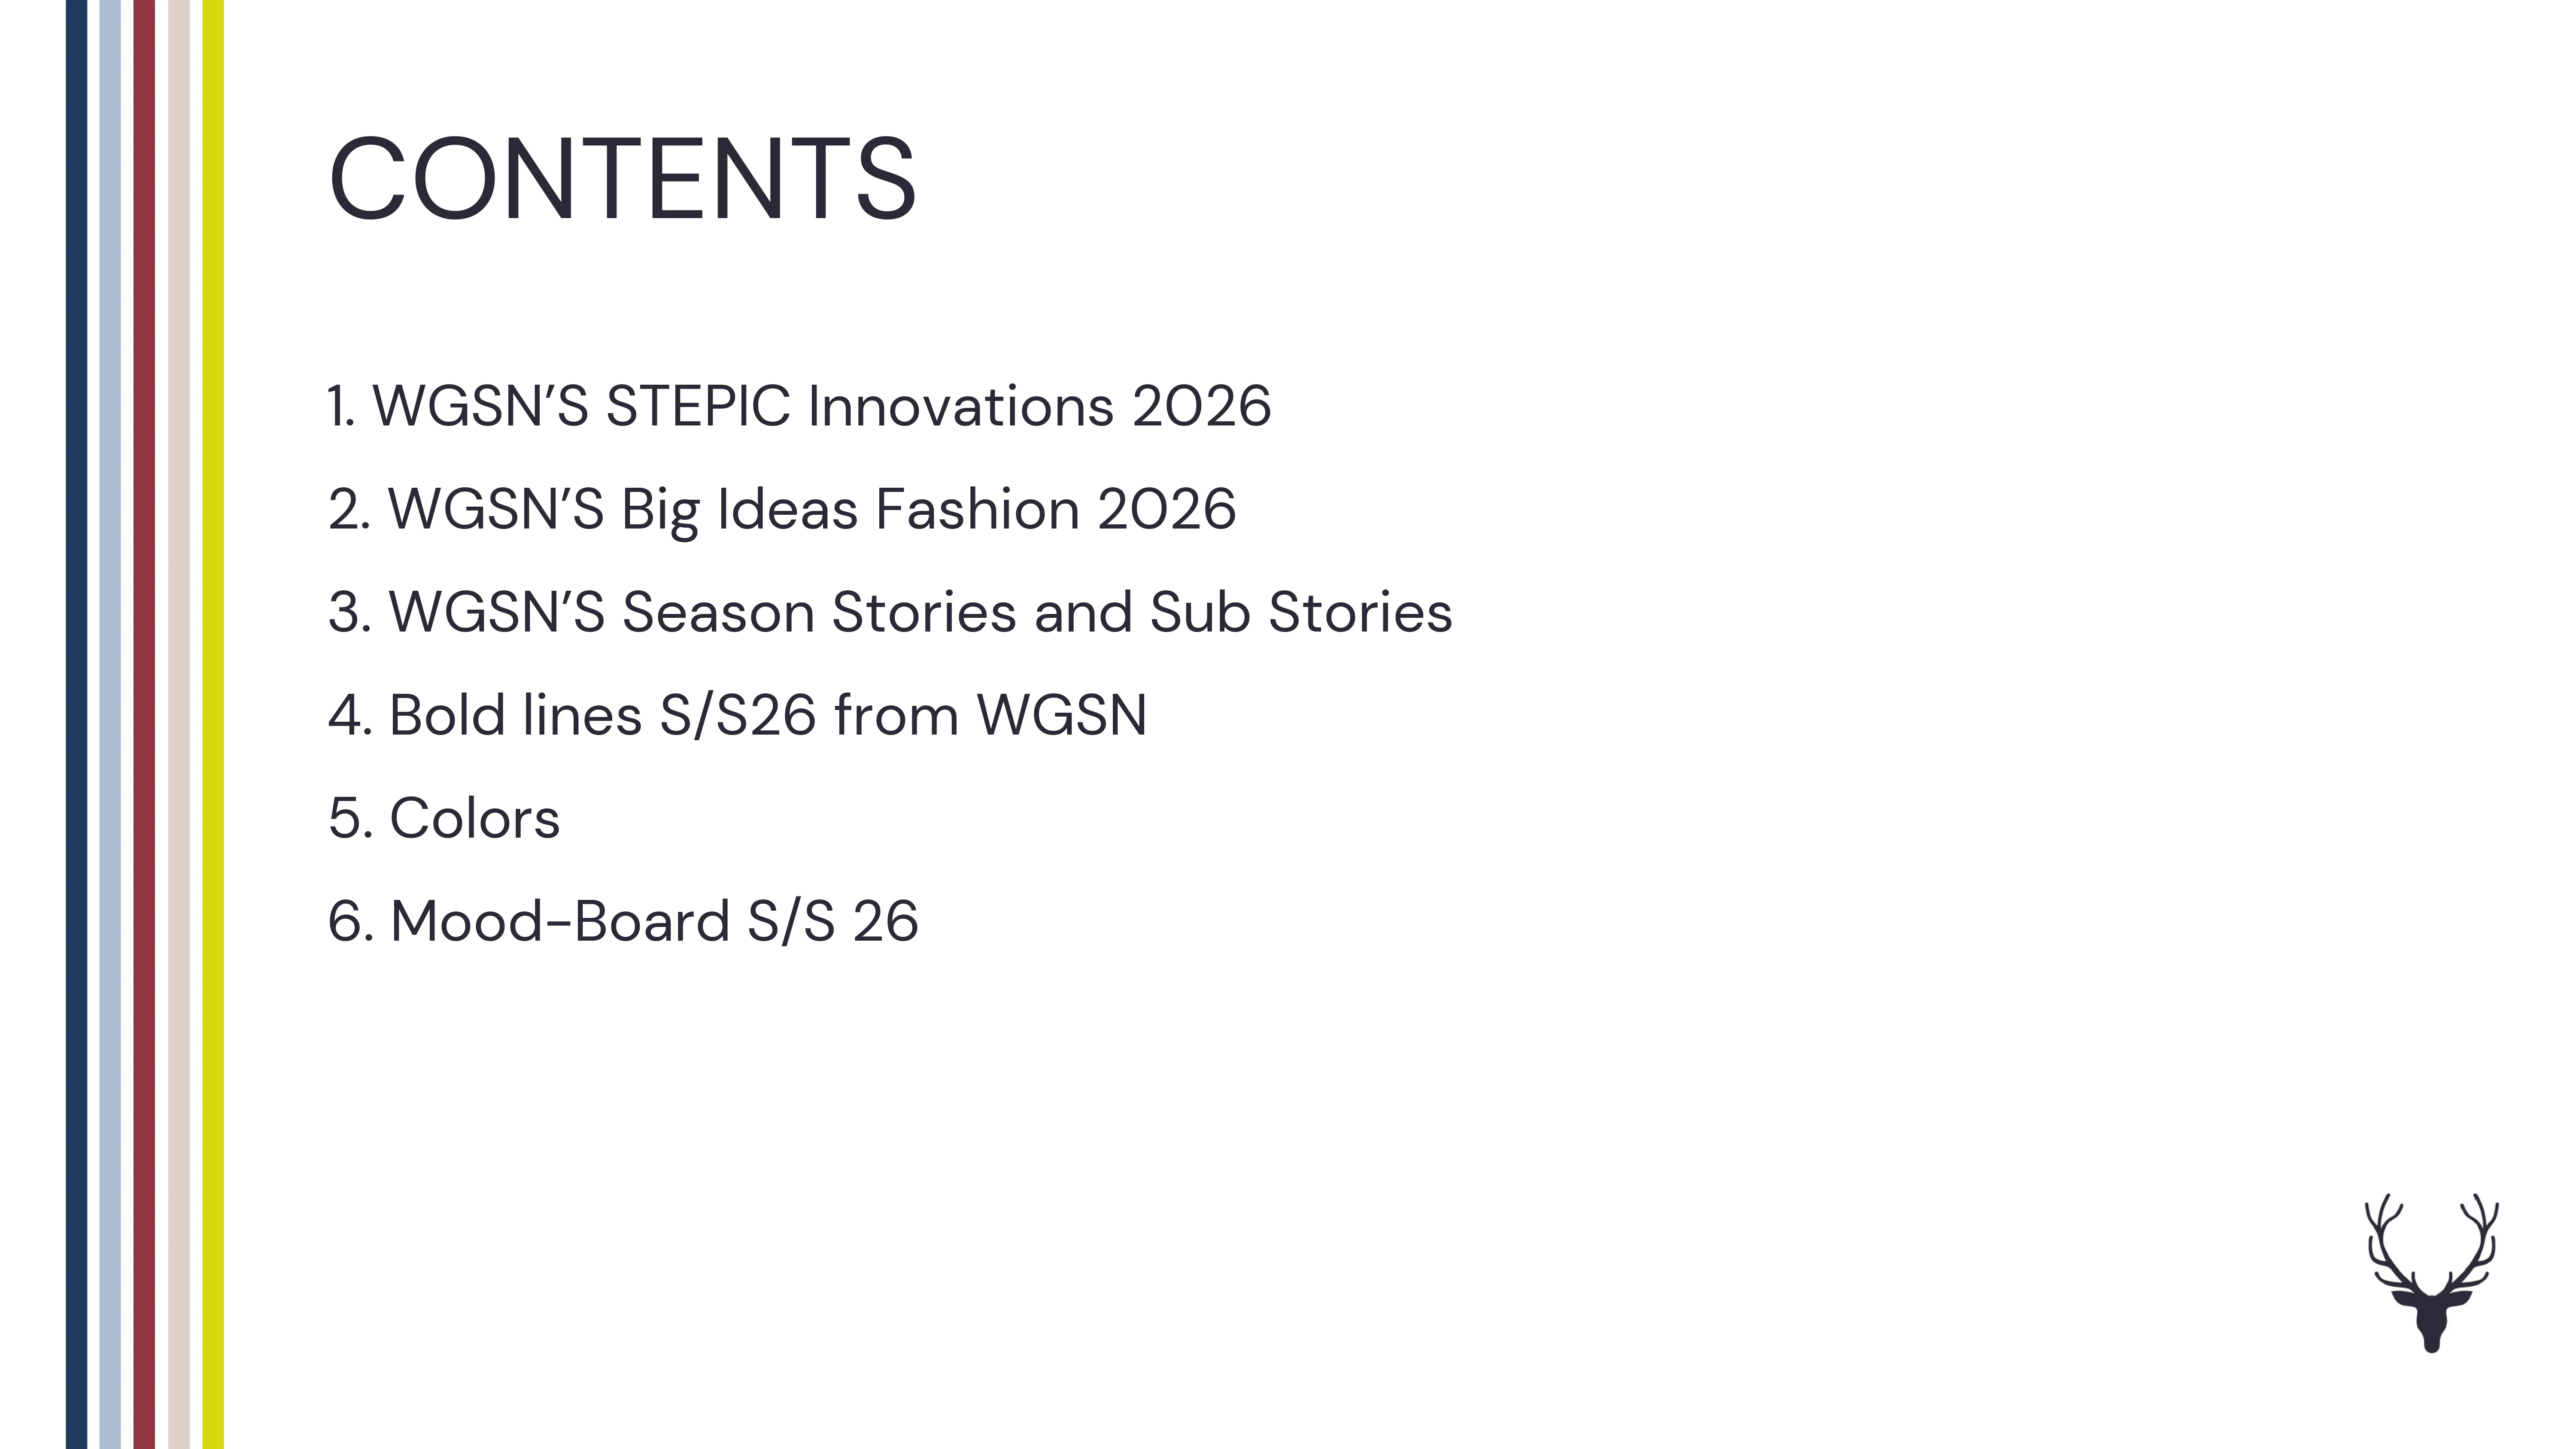 CONTENTS
1. WGSN’S STEPIC Innovations 2026
2. WGSN’S Big Ideas Fashion 2026
3. WGSN’S Season Stories and Sub Stories
4. Bold lines S/S26 from WGSN
5. Colors
6. Mood-Board S/S 26